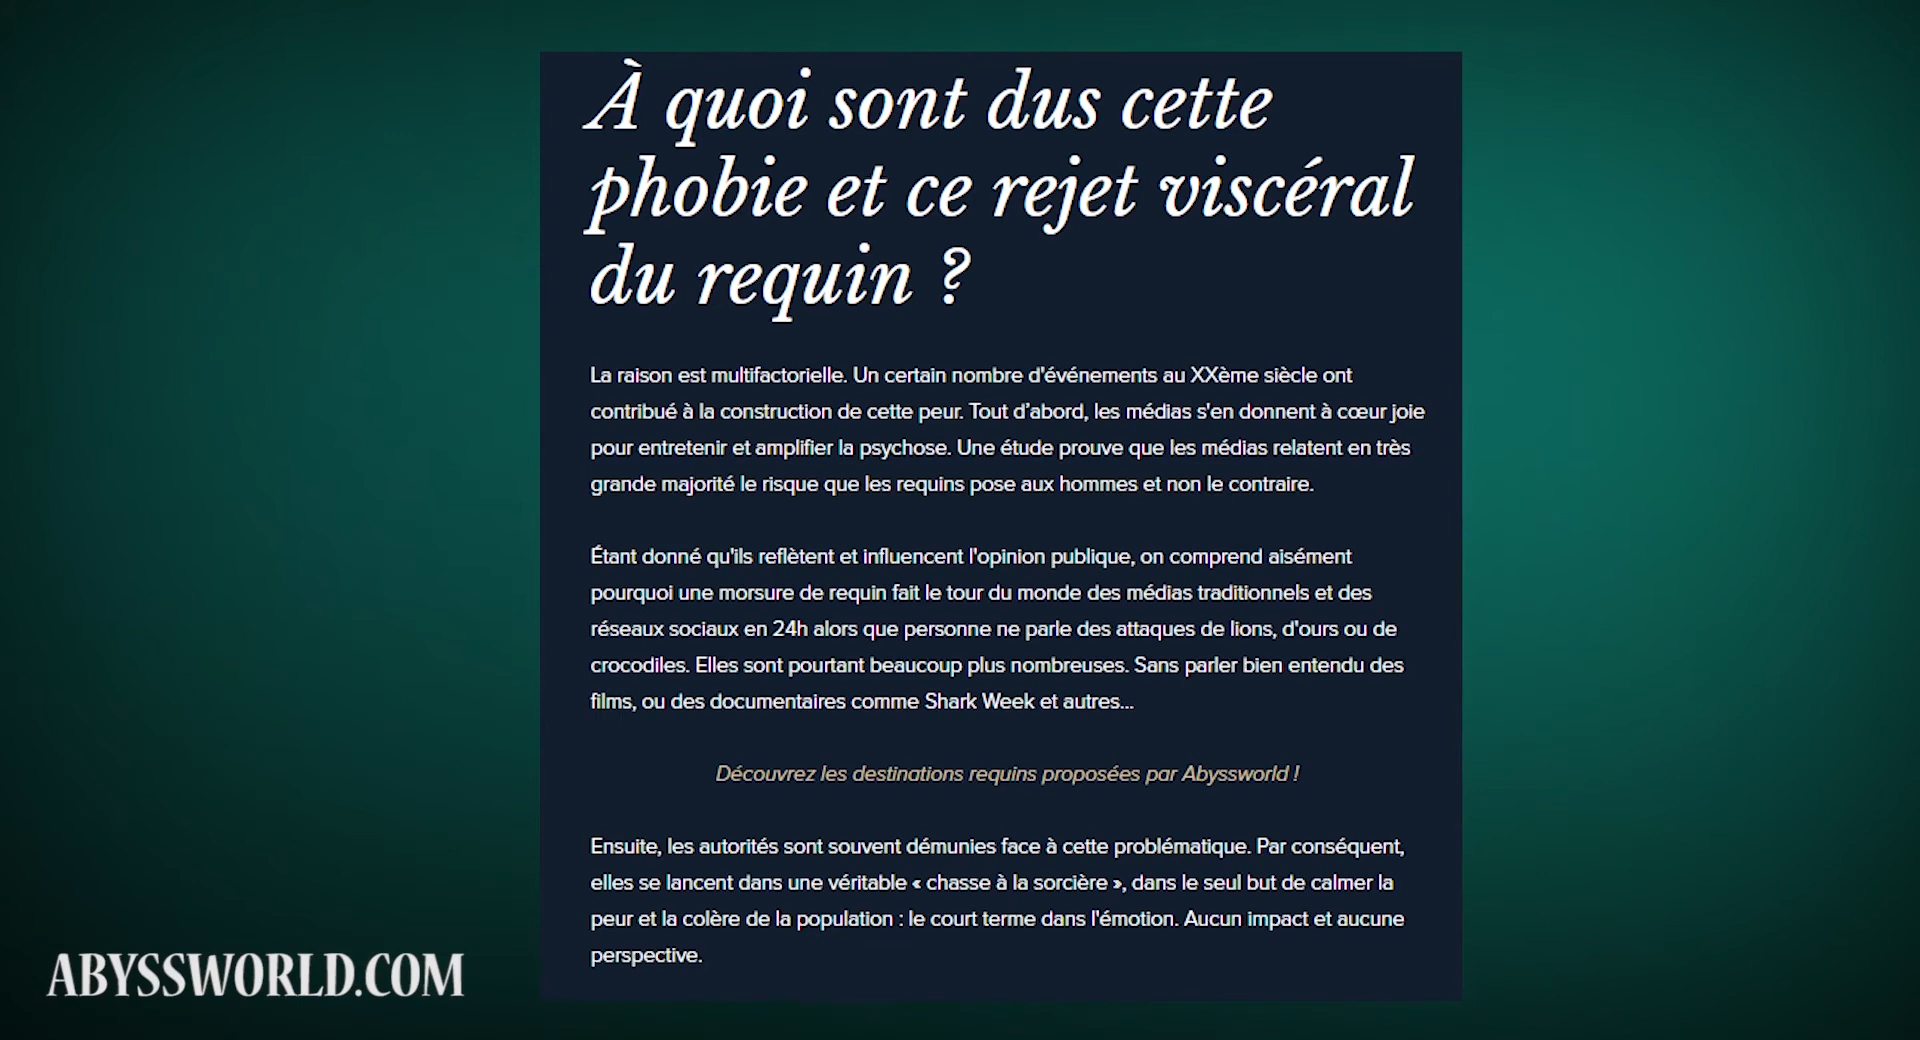 À quoi sont dus cette
phobie et ce rejet viscéral
du requin ?
La raison est multifactorielle. Un certain nombre d'événements au XXème siècle ont
contribué à la construction de cette peur. Tout d’abord, les médias s'en donnent à cœur joie
pour entretenir et amplifier la psychose. Une étude prouve que les médias relatent en très
grande majorité le risque que les requins pose aux hommes et non le contraire.
Étant donné qu'ils reflètent et influencent l'opinion publique, on comprend aisément
pourquoi une morsure de requin fait le tour du monde des médias traditionnels et des
réseaux sociaux en 24h alors que personne ne parle des attaques de lions, d'ours ou de
crocodiles. Elles sont pourtant beaucoup plus nombreuses. Sans parler bien entendu des
films, ou des documentaires comme Shark Week et autres...
Découvrez les destinations requins proposées par Abyssworld !
Ensuite, les autorités sont souvent démunies face à cette problématique. Par conséquent,
elles se lancent dans une véritable « chasse à la sorcière », dans le seul but de calmer la
peur et la colère de la population : le court terme dans l'émotion. Aucun impact et aucune
perspective.
ABYSSWORLD.COM